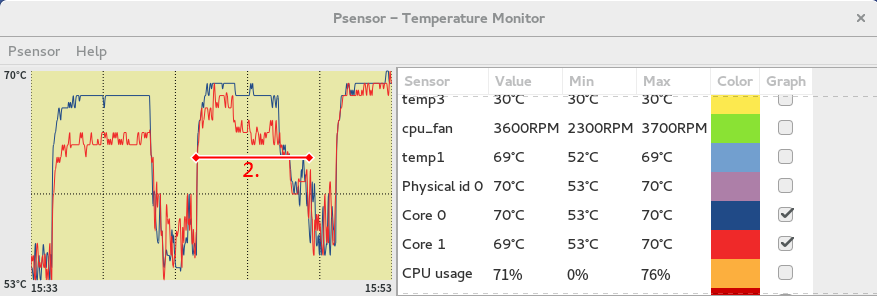 Psensor – Temperature Monitor
Psensor Help
70°C
2.
53°C
15:33 15:53
Sensor Value Min Max Color Graph
temp3 30°C 30°C 30°C
cpu_fan 3600RPM 2300RPM 3700RPM
temp1 69°C 52°C 69°C
Physical id 0 70°C 53°C 70°C
Core 0 70°C 53°C 70°C
Core 1 69°C 53°C 70°C
CPU usage 71% 0% 76%